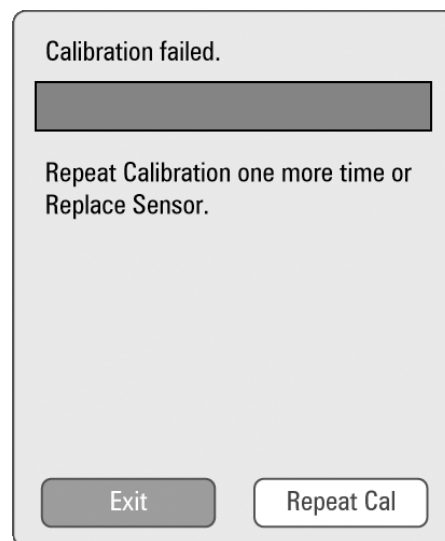 Calibration failed.
Repeat Calibration one more time or
Replace Sensor.
Exit
Repeat Cal